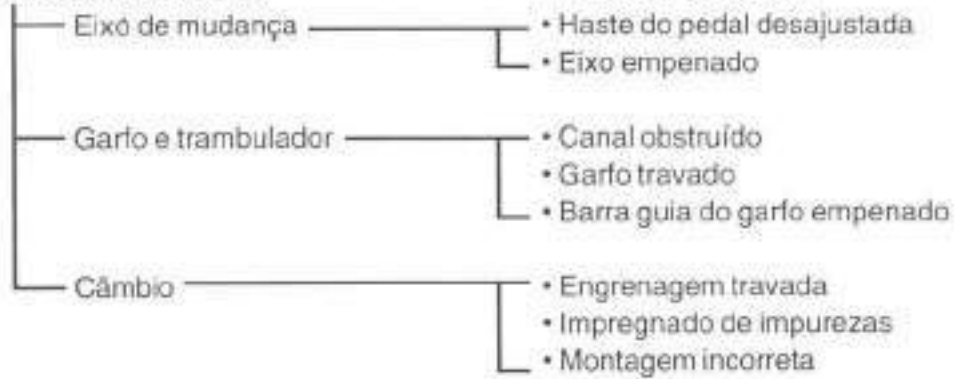 Eixo de mudança
• Haste do pedal desajustada
• Eixo empenado
Garfo e trambulador
• Canal obstruído
• Garfo travado
• Barra guia do garfo empenado
Câmbio
• Engrenagem travada
• Impregnado de impurezas
• Montagem incorreta